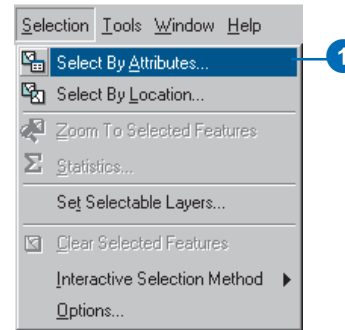 Selection Tools Window Help
Select By Attributes... 1
Select By Location...
Zoom To Selected Features
Statistics...
Set Selectable Layers...
Clear Selected Features
Interactive Selection Method
Options...